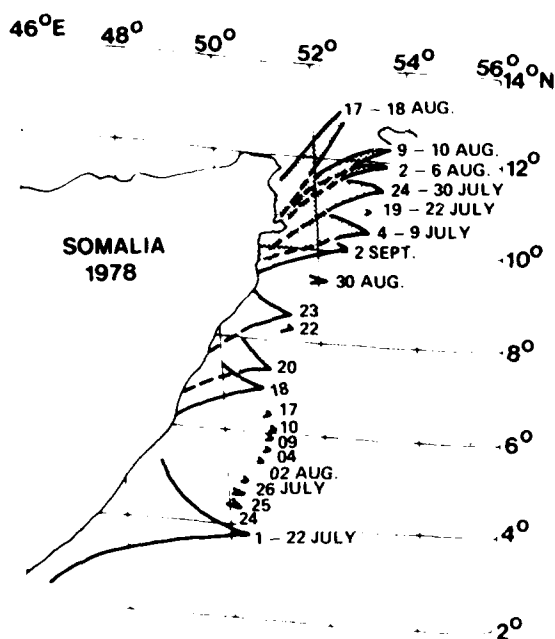 46°E
48°
50°
52°
54°
56°
14°N
17 – 18 AUG.
9 – 10 AUG.
12°
2 – 6 AUG.
24 – 30 JULY
19 – 22 JULY
4 – 9 JULY
2 SEPT.
10°
SOMALIA
1978
30 AUG.
23
22
8°
20
18
17
10
6°
09
04
02 AUG.
26 JULY
25
24
1 – 22 JULY
4°
2°